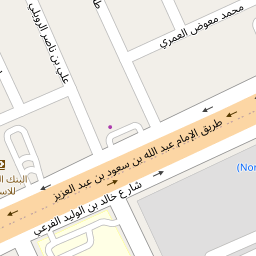 محمد معوض العمري
علي بن ناصر الرويلي
طريق الإمام عبد الله بن سعود بن عبد العزيز
شارع خالد بن الوليد الفرعي
البنك
(Nor